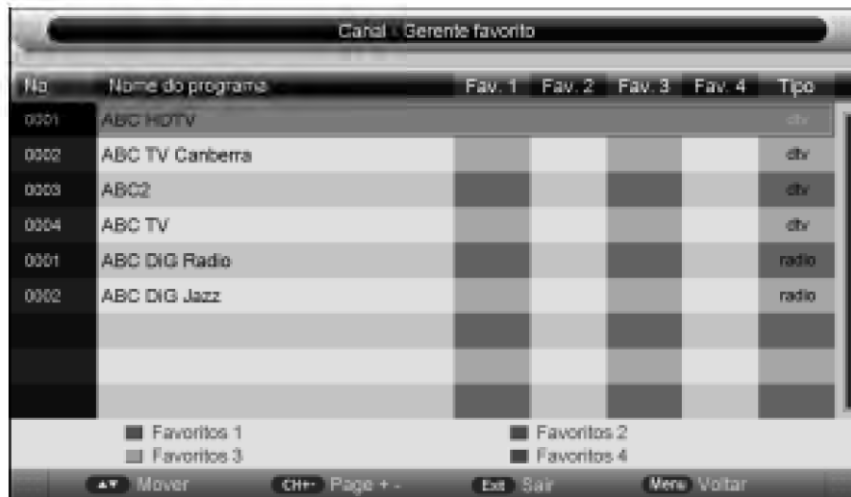 Canal - Gerente favorito
No Nome do programa Fav. 1 Fav. 2 Fav. 3 Fav. 4 Tipo
0001 ABC HDTV dtv
0002 ABC TV Canberra dtv
0003 ABC2 dtv
0004 ABC TV dtv
0001 ABC DiG Radio radio
0002 ABC DiG Jazz radio
Favoritos 1 Favoritos 2
Favoritos 3 Favoritos 4
▲▼ Mover CH+- Page + - Exit Sair Menu Voltar